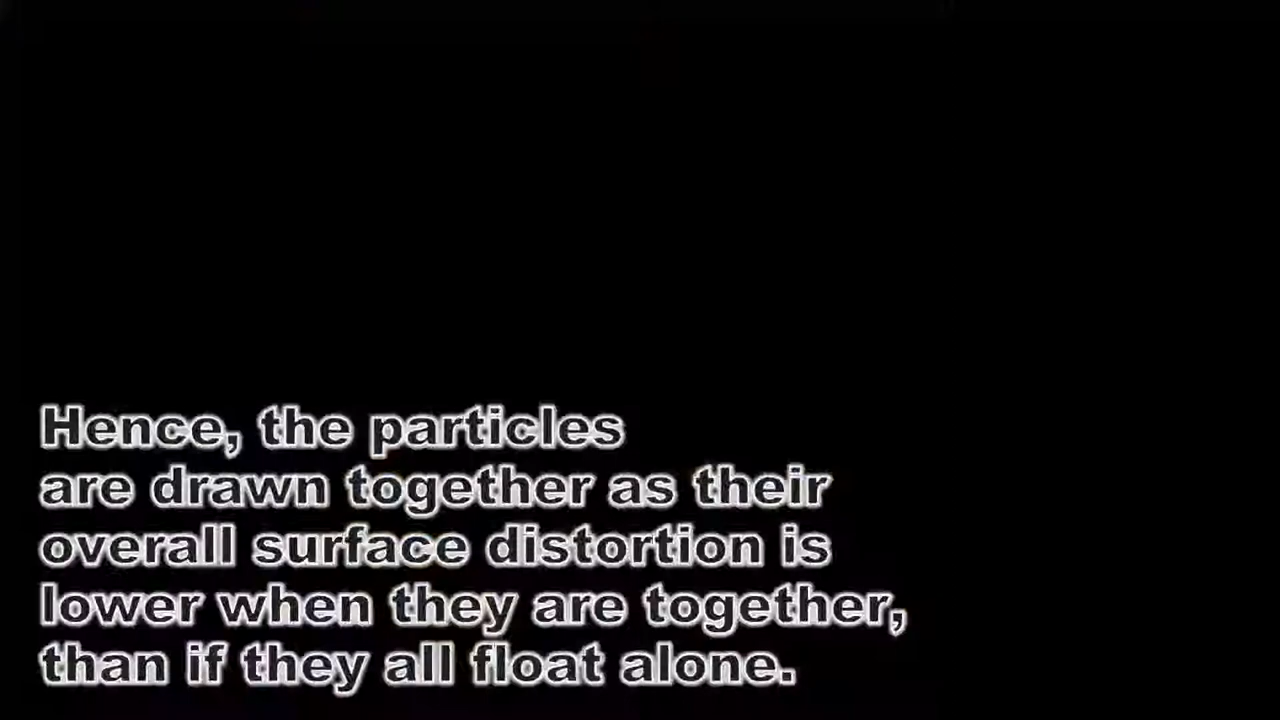 Hence, the particles
are drawn together as their
overall surface distortion is
lower when they are together,
than if they all float alone.